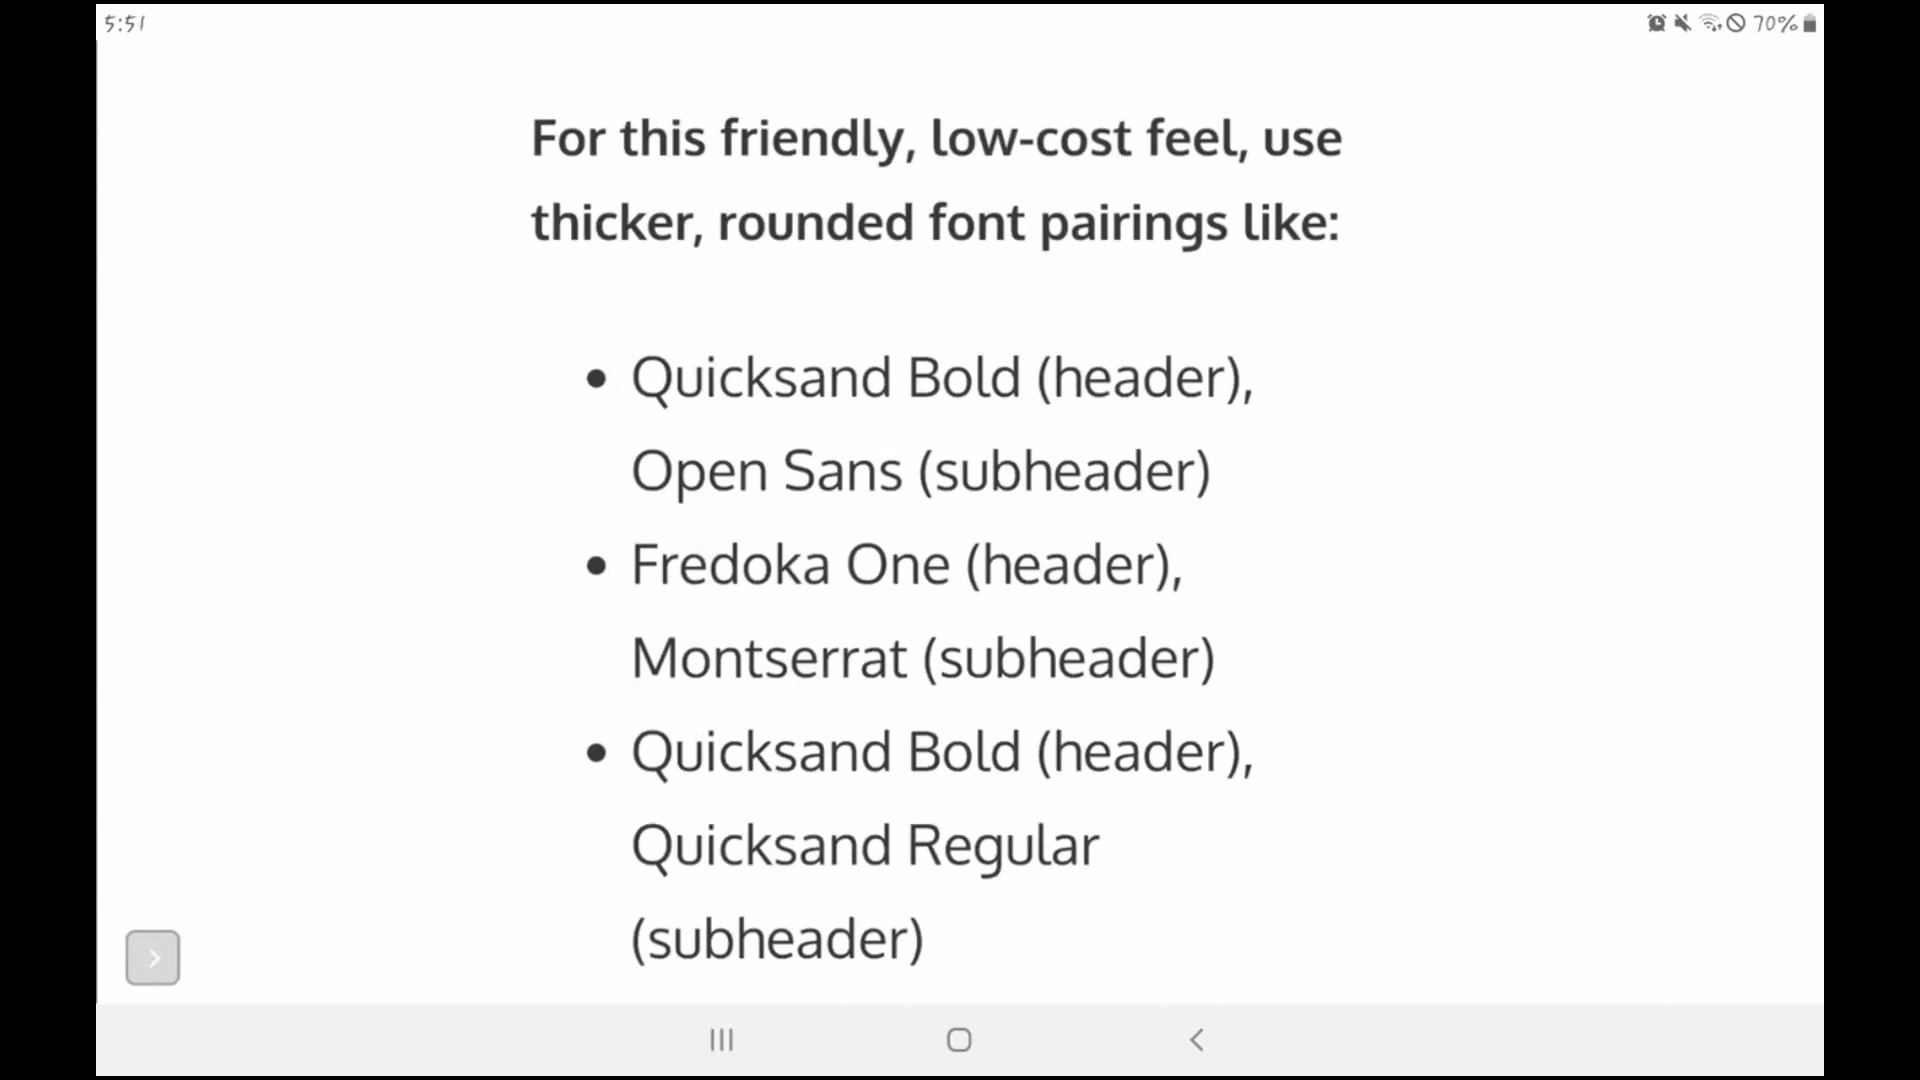 5:51
70%
For this friendly, low-cost feel, use
thicker, rounded font pairings like:
• Quicksand Bold (header),
Open Sans (subheader)
• Fredoka One (header),
Montserrat (subheader)
• Quicksand Bold (header),
Quicksand Regular
(subheader)